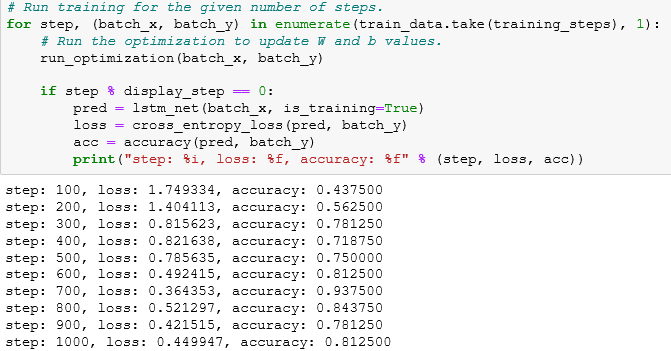 # Run training for the given number of steps.
for step, (batch_x, batch_y) in enumerate(train_data.take(training_steps), 1):
    # Run the optimization to update W and b values.
    run_optimization(batch_x, batch_y)

    if step % display_step == 0:
        pred = lstm_net(batch_x, is_training=True)
        loss = cross_entropy_loss(pred, batch_y)
        acc = accuracy(pred, batch_y)
        print("step: %i, loss: %f, accuracy: %f" % (step, loss, acc))

step: 100, loss: 1.749334, accuracy: 0.437500
step: 200, loss: 1.404113, accuracy: 0.562500
step: 300, loss: 0.815623, accuracy: 0.781250
step: 400, loss: 0.821638, accuracy: 0.718750
step: 500, loss: 0.785635, accuracy: 0.750000
step: 600, loss: 0.492415, accuracy: 0.812500
step: 700, loss: 0.364353, accuracy: 0.937500
step: 800, loss: 0.521297, accuracy: 0.843750
step: 900, loss: 0.421515, accuracy: 0.781250
step: 1000, loss: 0.449947, accuracy: 0.812500